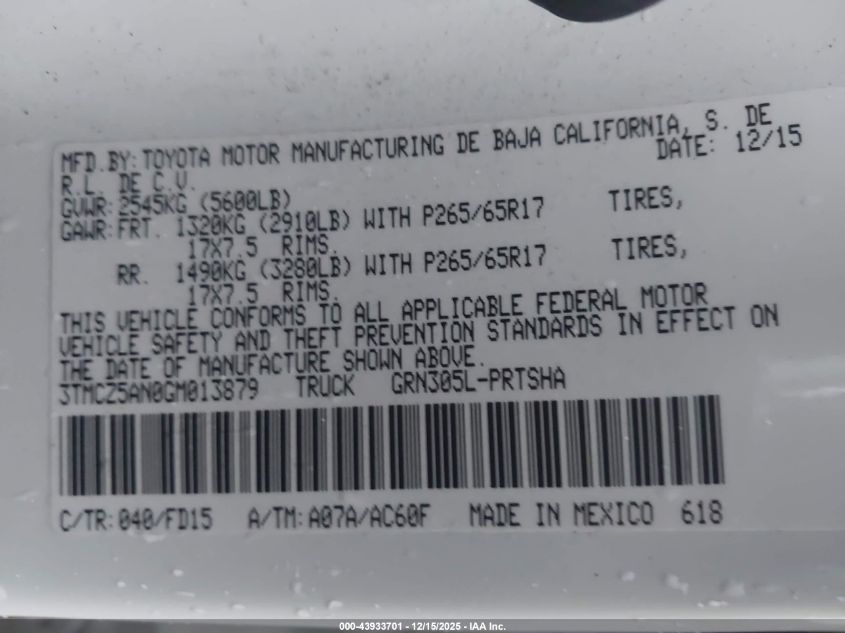 MFD.BY: TOYOTA MOTOR MANUFACTURING DE BAJA CALIFORNIA, S. DE
R.L. DE C.V. DATE: 12/15
GVWR: 2545KG (5600LB)
GAWR: FRT. 1320KG (2910LB) WITH P265/65R17 TIRES,
17X7.5 RIMS.
RR. 1490KG (3280LB) WITH P265/65R17 TIRES,
17X7.5 RIMS.
THIS VEHICLE CONFORMS TO ALL APPLICABLE FEDERAL MOTOR
VEHICLE SAFETY AND THEFT PREVENTION STANDARDS IN EFFECT ON
THE DATE OF MANUFACTURE SHOWN ABOVE.
3TMCZ5AN0GM013879 TRUCK GRN305L-PRTSHA
C/TR: 040/FD15 A/TM: A07A/AC60F MADE IN MEXICO 618
000-43933701 - 12/15/2025 - IAA Inc.